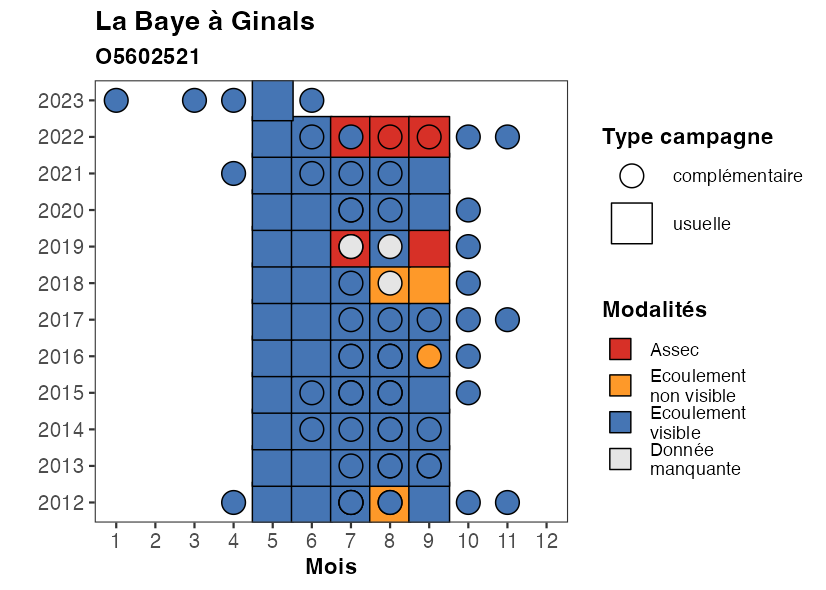 La Baye à Ginals
O5602521
2023
2022
2021
2020
2019
2018
2017
2016
2015
2014
2013
2012
1 2 3 4 5 6 7 8 9 10 11 12
Mois
Type campagne
complémentaire
usuelle
Modalités
Assec
Ecoulement
non visible
Ecoulement
visible
Donnée
manquante